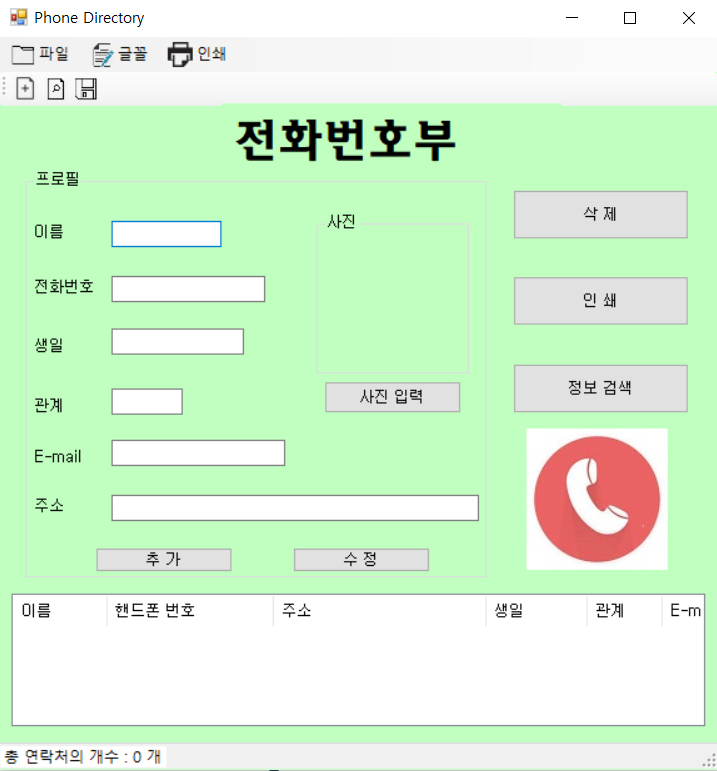 Phone Directory
파일 글꼴 인쇄
전화번호부
프로필
이름
사진
전화번호
생일
관계
사진 입력
E-mail
주소
추 가 수 정
삭 제
인 쇄
정보 검색
이름 핸드폰 번호 주소 생일 관계 E-m
총 연락처의 개수 : 0 개